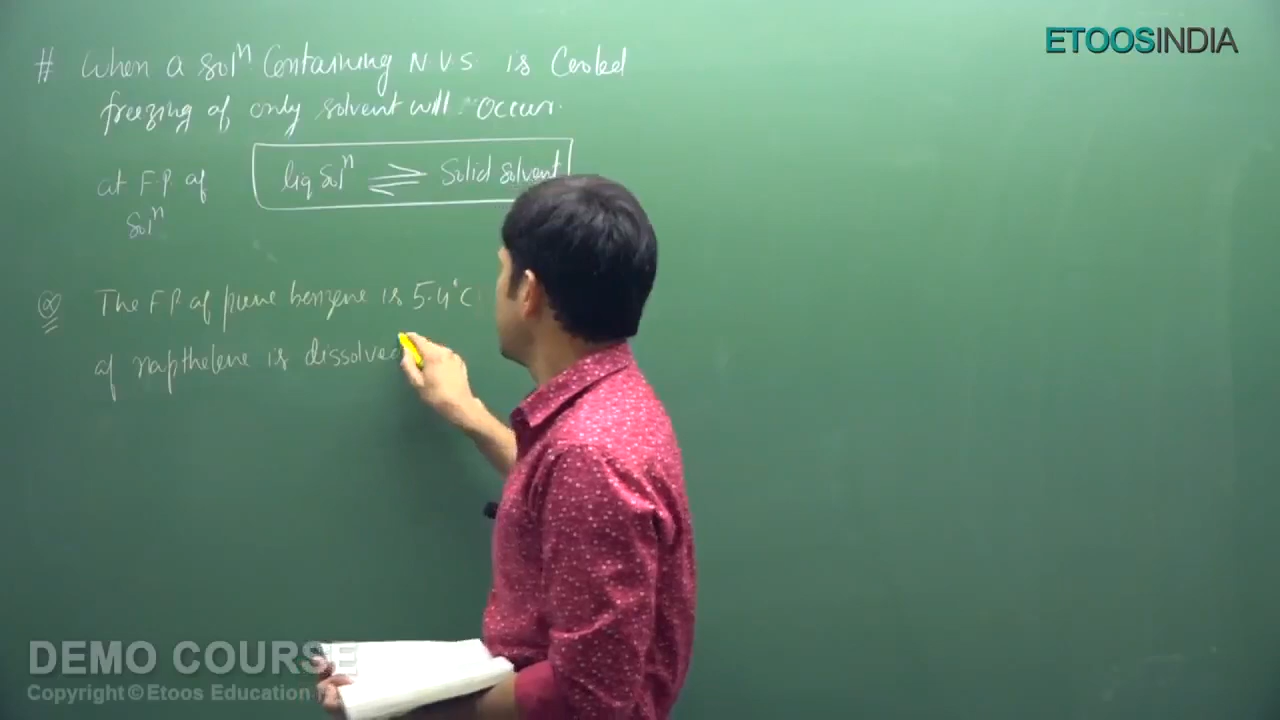 ETOOSINDIA
# When a solⁿ Containing N V S is Cooled
freezing of only solvent will occur.
at F.P. of liq solⁿ ⇌ Solid solvent
solⁿ
Q The F P of pure benzene is 5.4°C
of napthelene is dissolved
DEMO COURSE
Copyright © Etoos Education